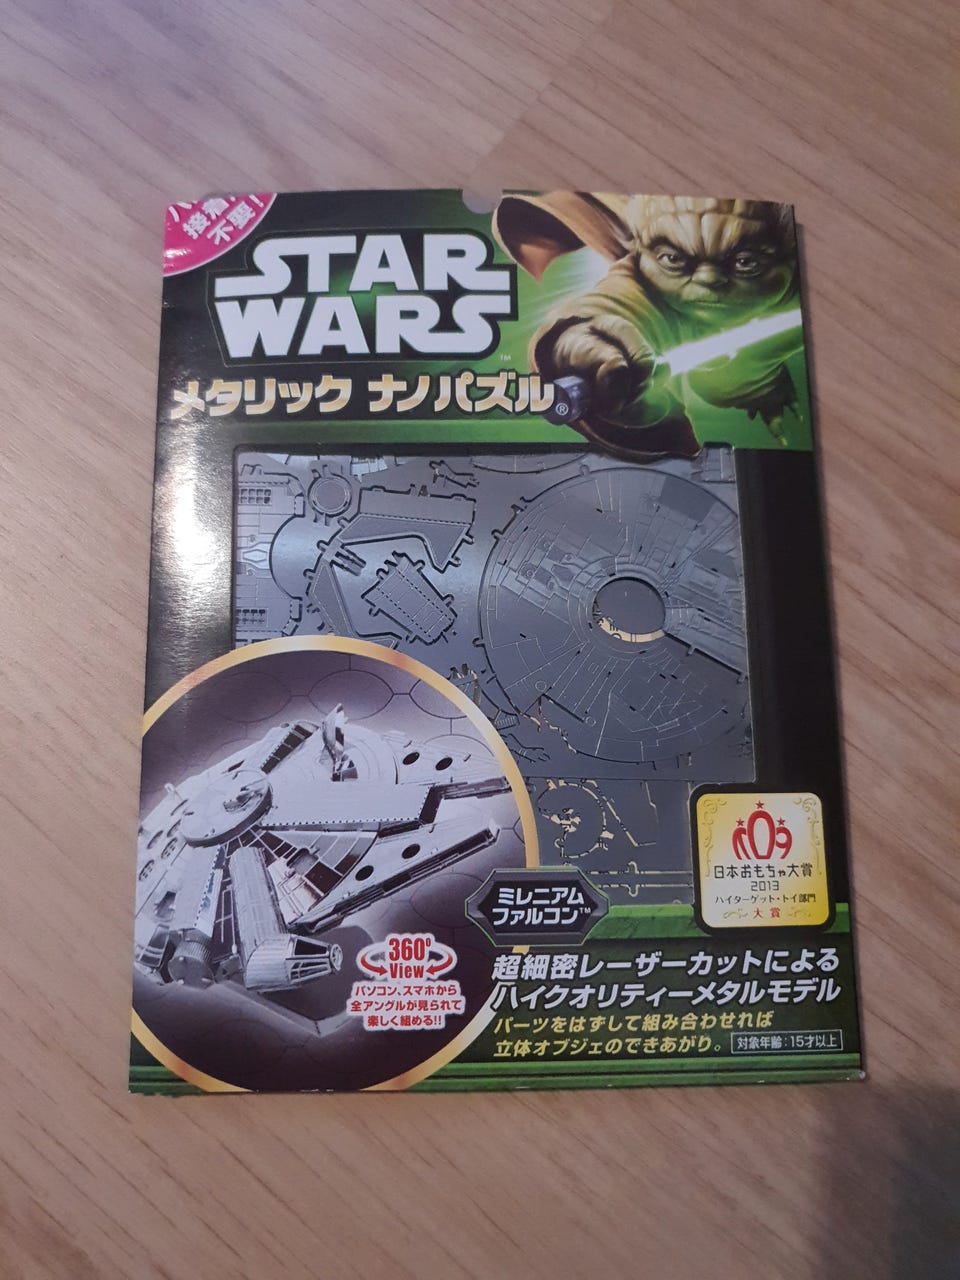 接着
不要!
STAR
WARS™
メタリック ナノパズル®
日本おもちゃ大賞
2013
ハイターゲット・トイ部門
大賞
ミレニアム
ファルコン™
360°
View
パソコン、スマホから
全アングルが見られて
楽しく組める!!
超細密レーザーカットによる
ハイクオリティーメタルモデル
パーツをはずして組み合わせれば
立体オブジェのできあがり。
対象年齢:15才以上